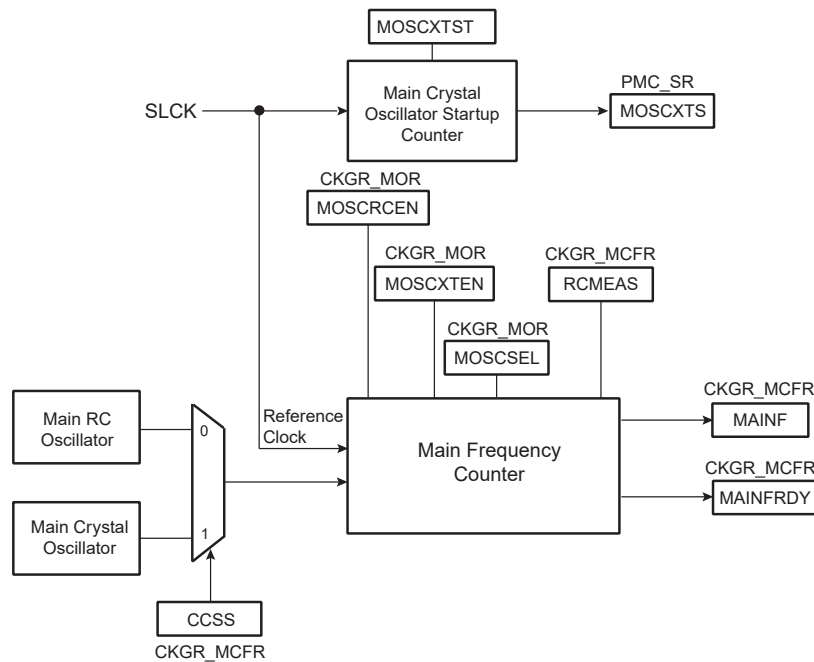 MOSCXTST
SLCK
Main Crystal
Oscillator Startup
Counter
PMC_SR
MOSCXTS
CKGR_MOR
MOSCRCEN
CKGR_MOR
MOSCXTEN
CKGR_MCFR
RCMEAS
CKGR_MOR
MOSCSEL
Main RC
Oscillator
0
Reference
Clock
Main Frequency
Counter
CKGR_MCFR
MAINF
CKGR_MCFR
MAINFRDY
Main Crystal
Oscillator
1
CCSS
CKGR_MCFR